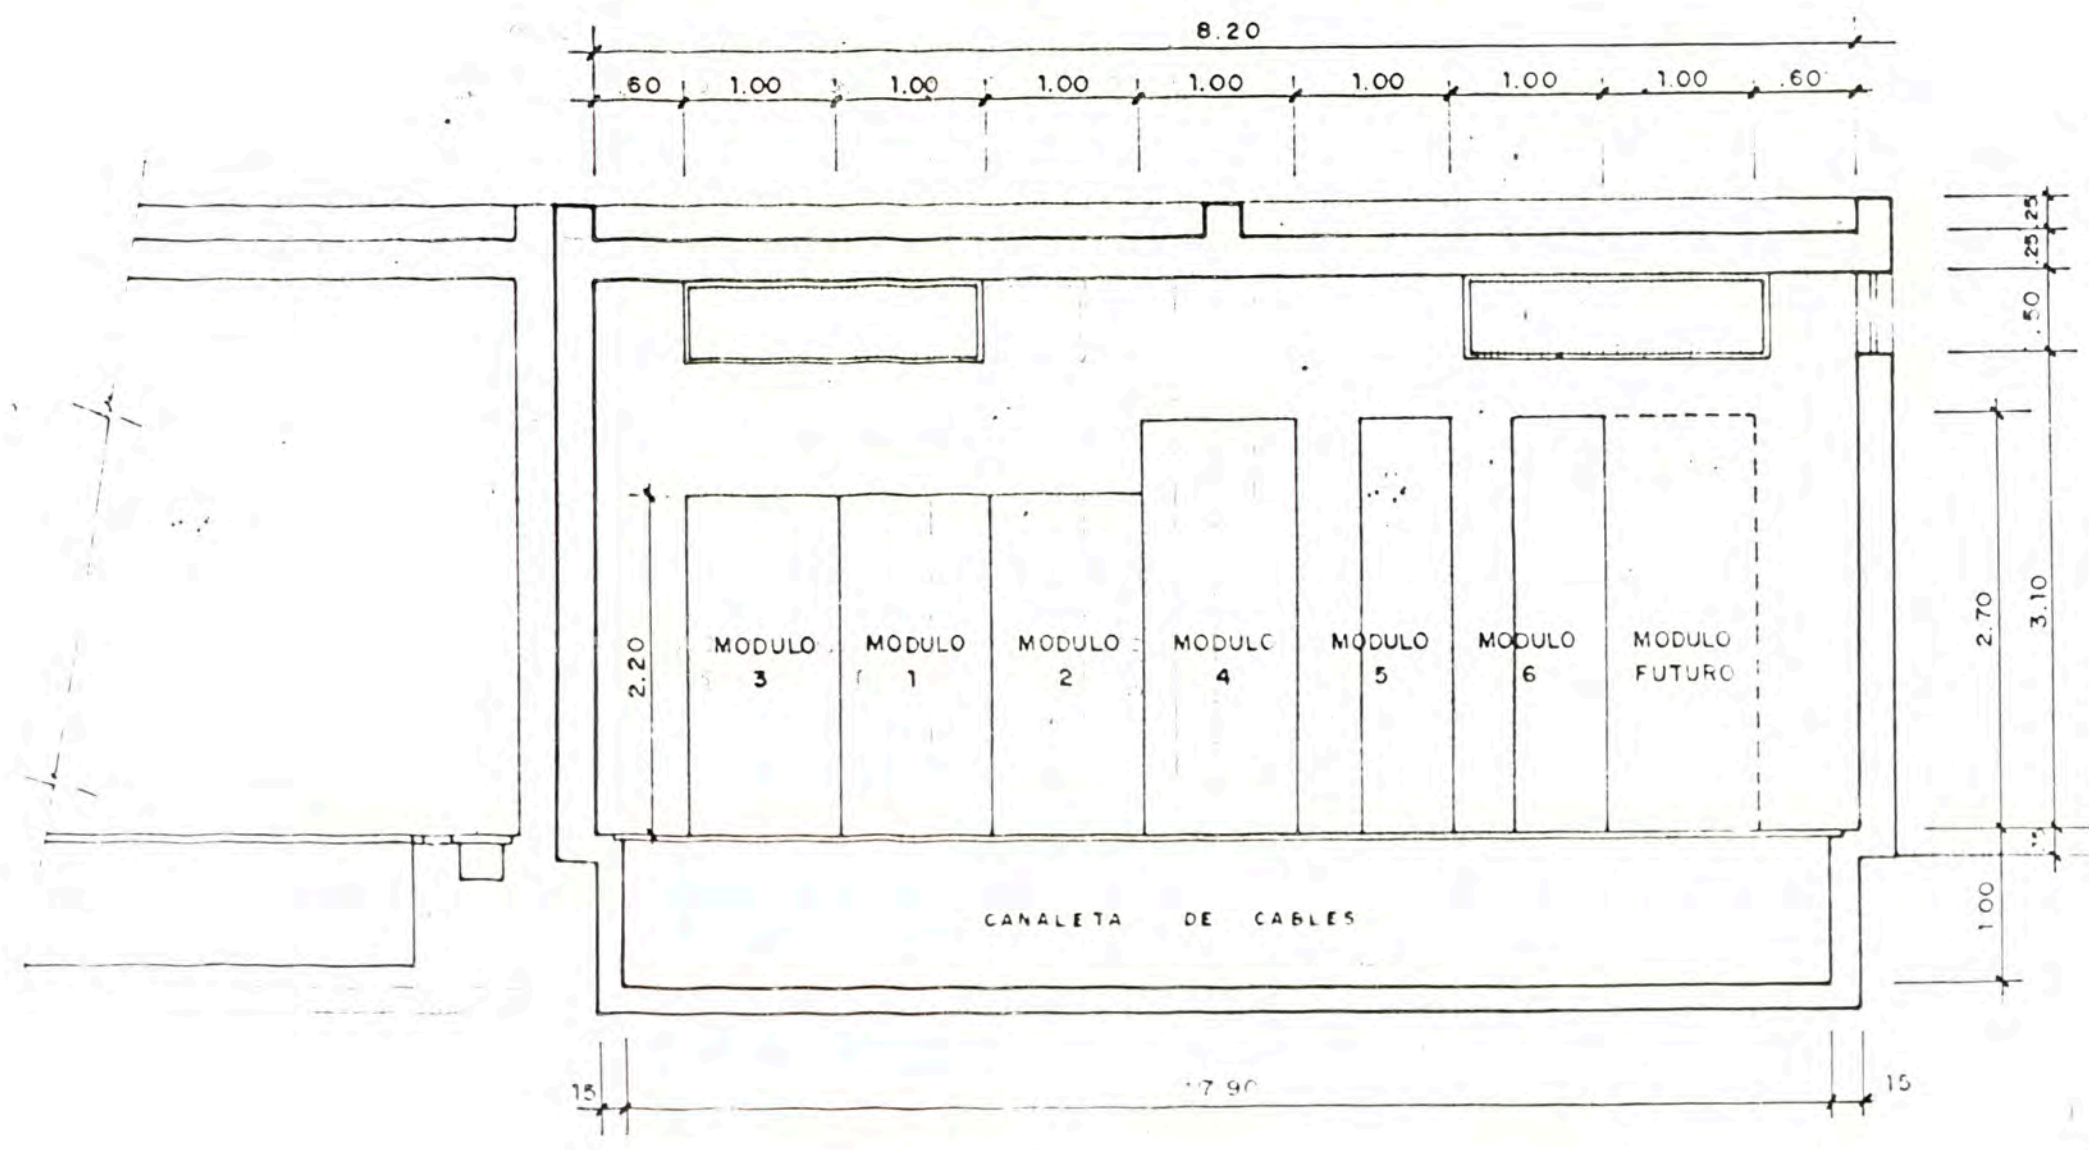 8.20
.60 1.00 1.00 1.00 1.00 1.00 1.00 1.00 .60
.25
.25
.50
2.20
2.70
3.10
MODULO 3
MODULO 1
MODULO 2
MODULO 4
MODULO 5
MODULO 6
MODULO FUTURO
CANALETA DE CABLES
1.00
15 7.90 15